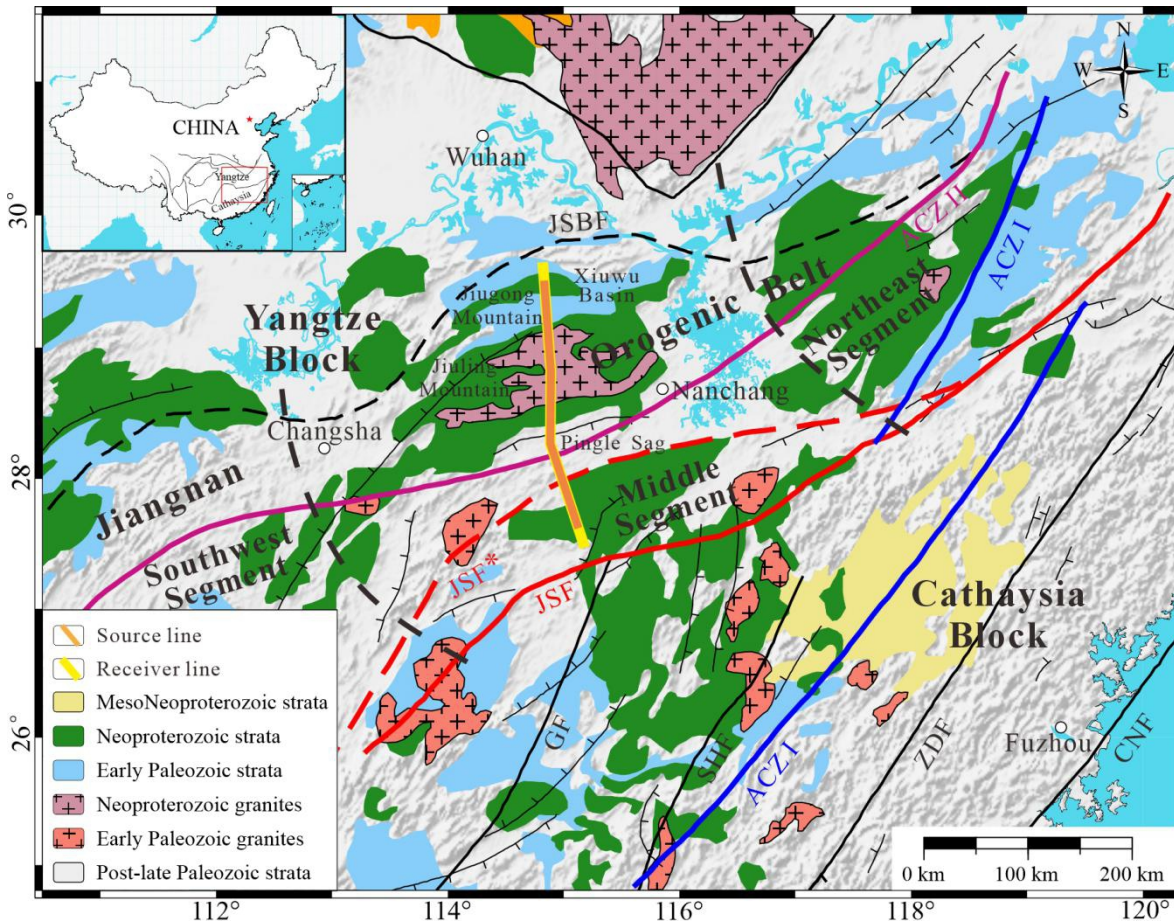 CHINA
Yangtze
Cathaysia
N
W
E
S
Wuhan
JSBF
ACZ II
ACZ I
Xiuwu
Basin
Jiugong
Mountain
Yangtze
Block
Orogenic Belt
Northeast
Segment
Jiuling
Mountain
Nanchang
Changsha
Pingle Sag
Jiangnan
Middle
Segment
Southwest
Segment
JSF*
JSF
Cathaysia
Block
GF
SHF
ACZ I
ZDF
Fuzhou
CNF
Source line
Receiver line
MesoNeoproterozoic strata
Neoproterozoic strata
Early Paleozoic strata
Neoproterozoic granites
Early Paleozoic granites
Post-late Paleozoic strata
0 km
100 km
200 km
30°
28°
26°
112°
114°
116°
118°
120°